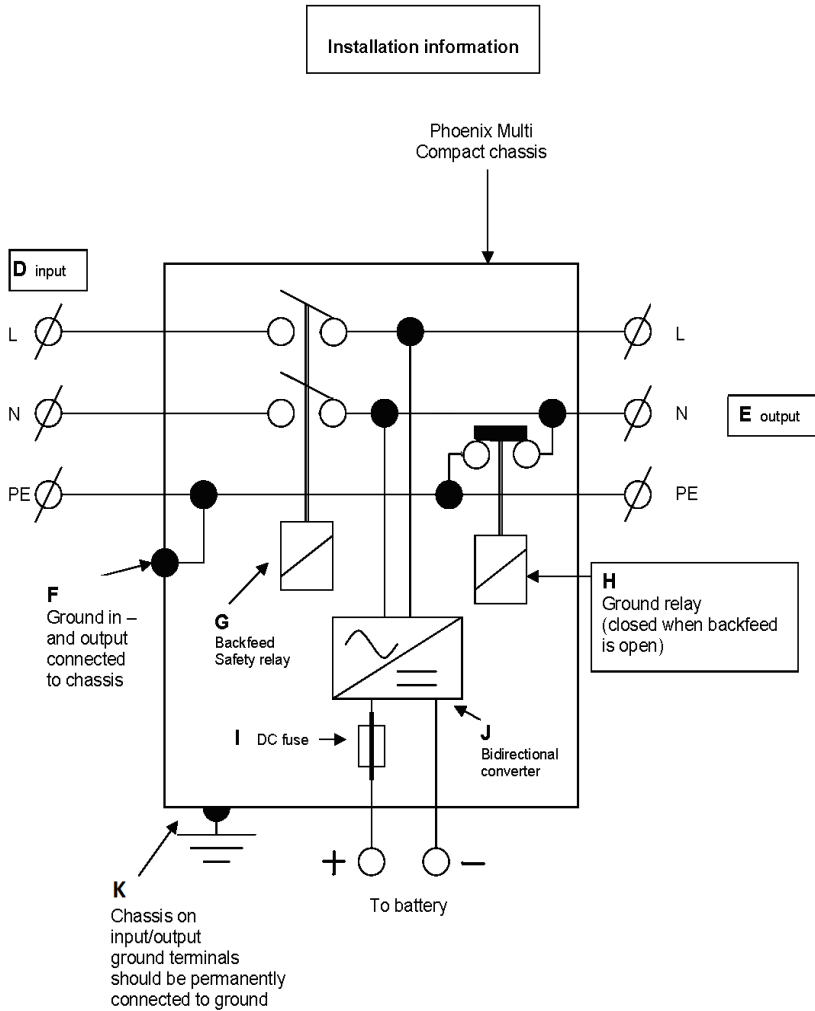 Installation information
Phoenix Multi
Compact chassis
D input
L
L
N
N
E output
PE
PE
F
Ground in –
and output
connected
to chassis
G
Backfeed
Safety relay
H
Ground relay
(closed when backfeed
is open)
I DC fuse
J
Bidirectional
converter
+ –
To battery
K
Chassis on
input/output
ground terminals
should be permanently
connected to ground